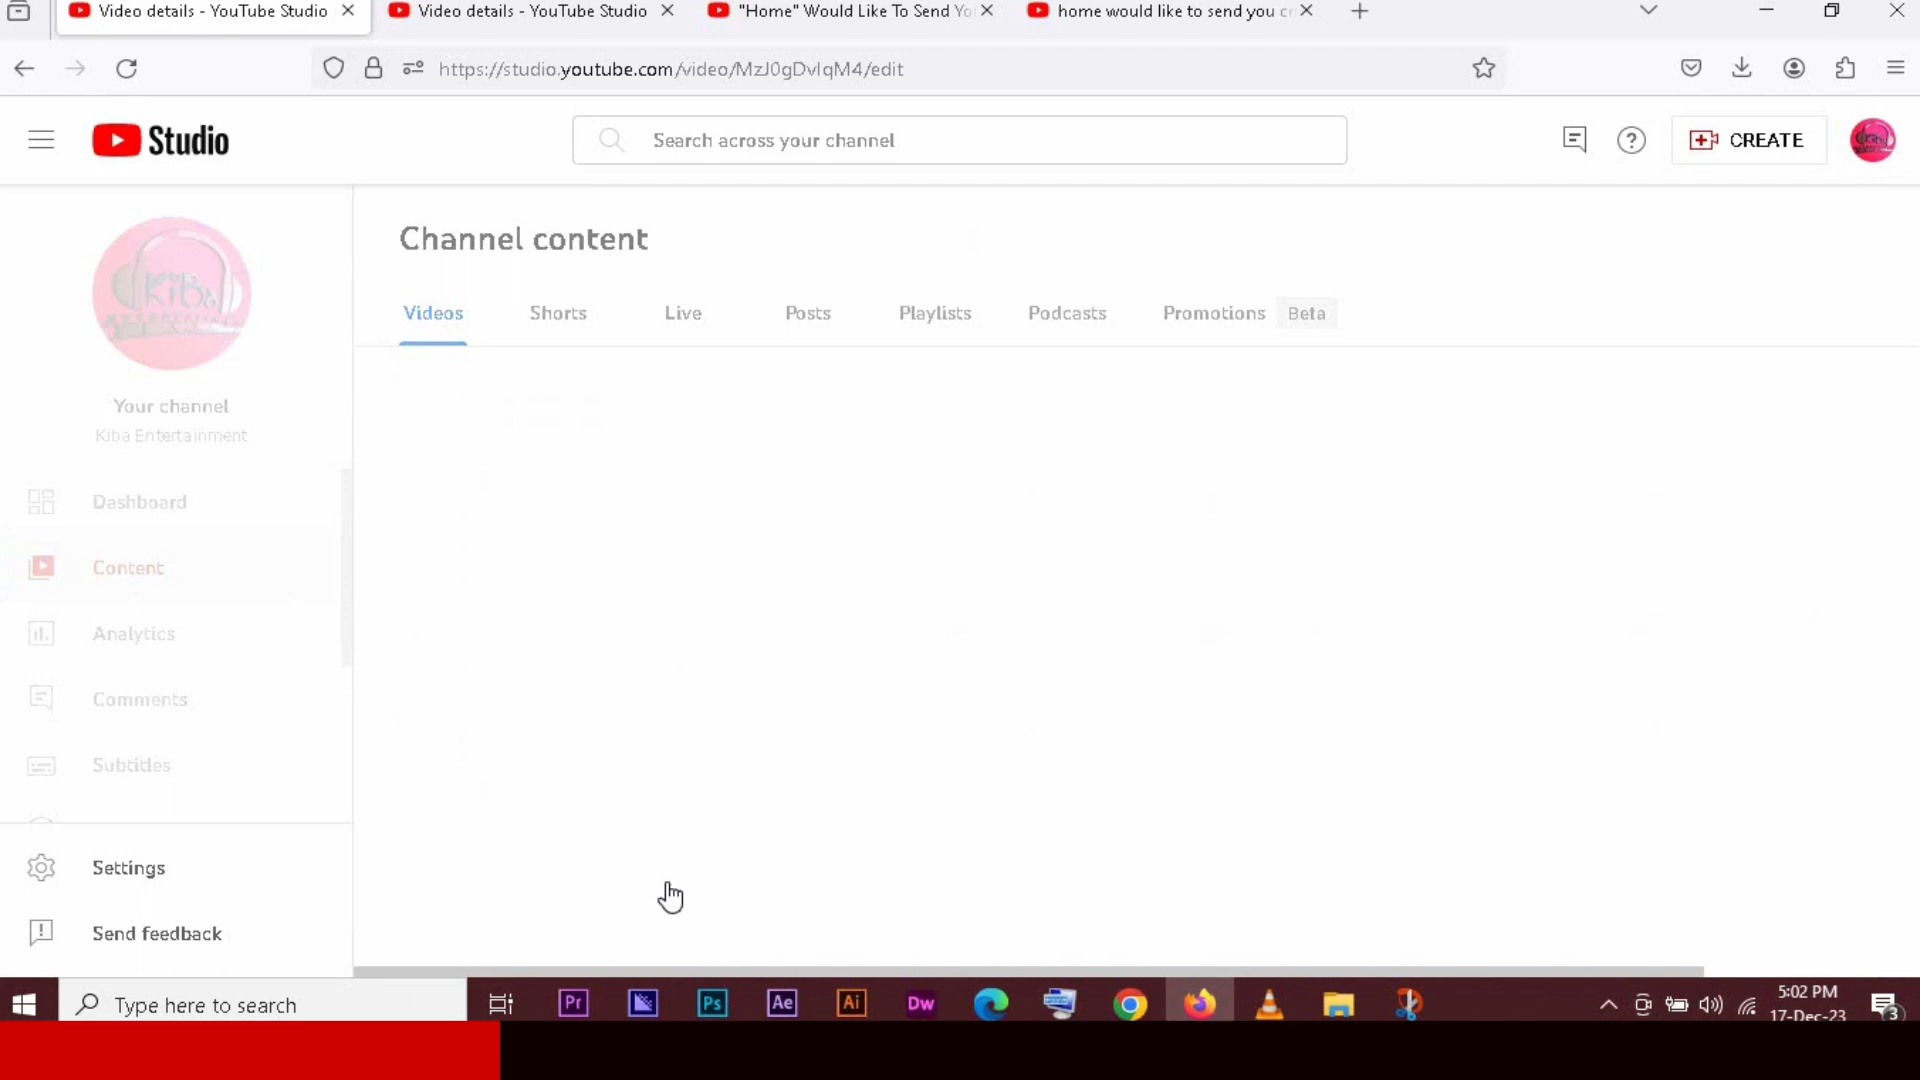 Video details - YouTube Studio
Video details - YouTube Studio
"Home" Would Like To Send Yo
home would like to send you c
https://studio.youtube.com/video/MzJ0gDvIqM4/edit
Studio
Search across your channel
CREATE
Channel content
Videos
Shorts
Live
Posts
Playlists
Podcasts
Promotions
Beta
KiBa
Your channel
Kiba Entertainment
Dashboard
Content
Analytics
Comments
Subtitles
Settings
Send feedback
Type here to search
Pr
Ps
Ae
Ai
Dw
5:02 PM
17-Dec-23
3